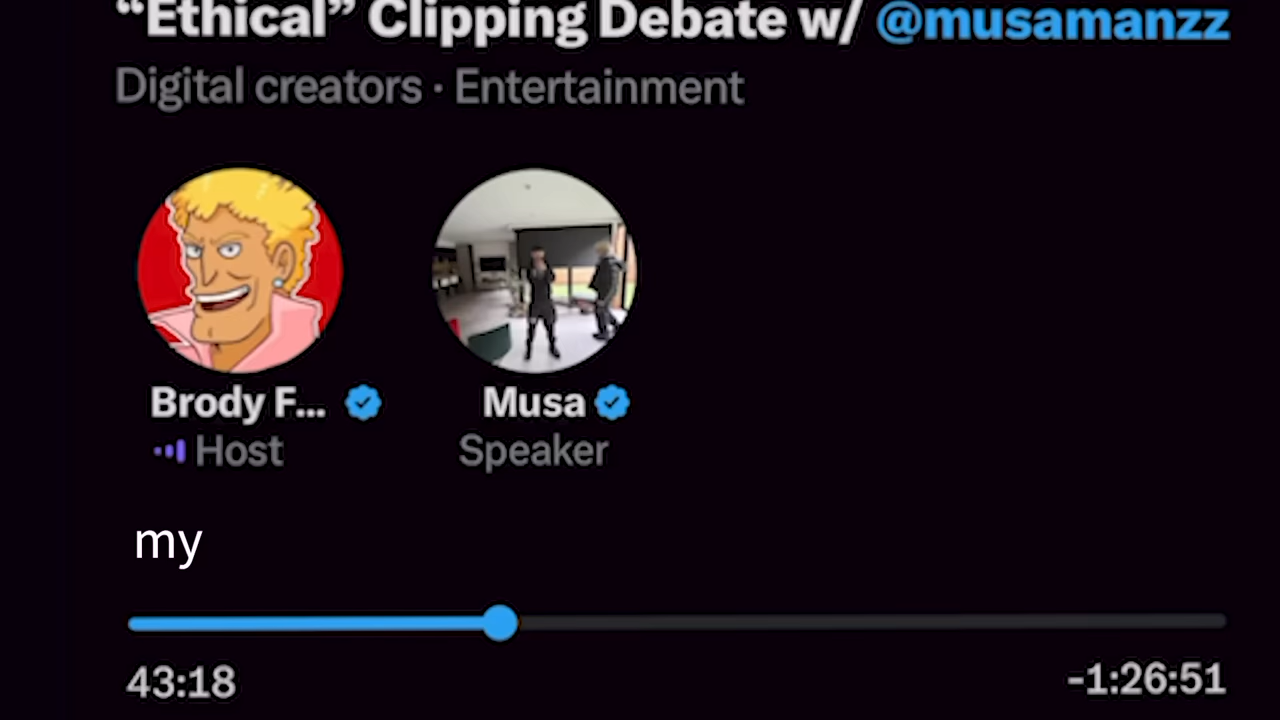 “Ethical” Clipping Debate w/ @musamanzz
Digital creators · Entertainment
Brody F... Musa
Host Speaker
my
43:18 -1:26:51